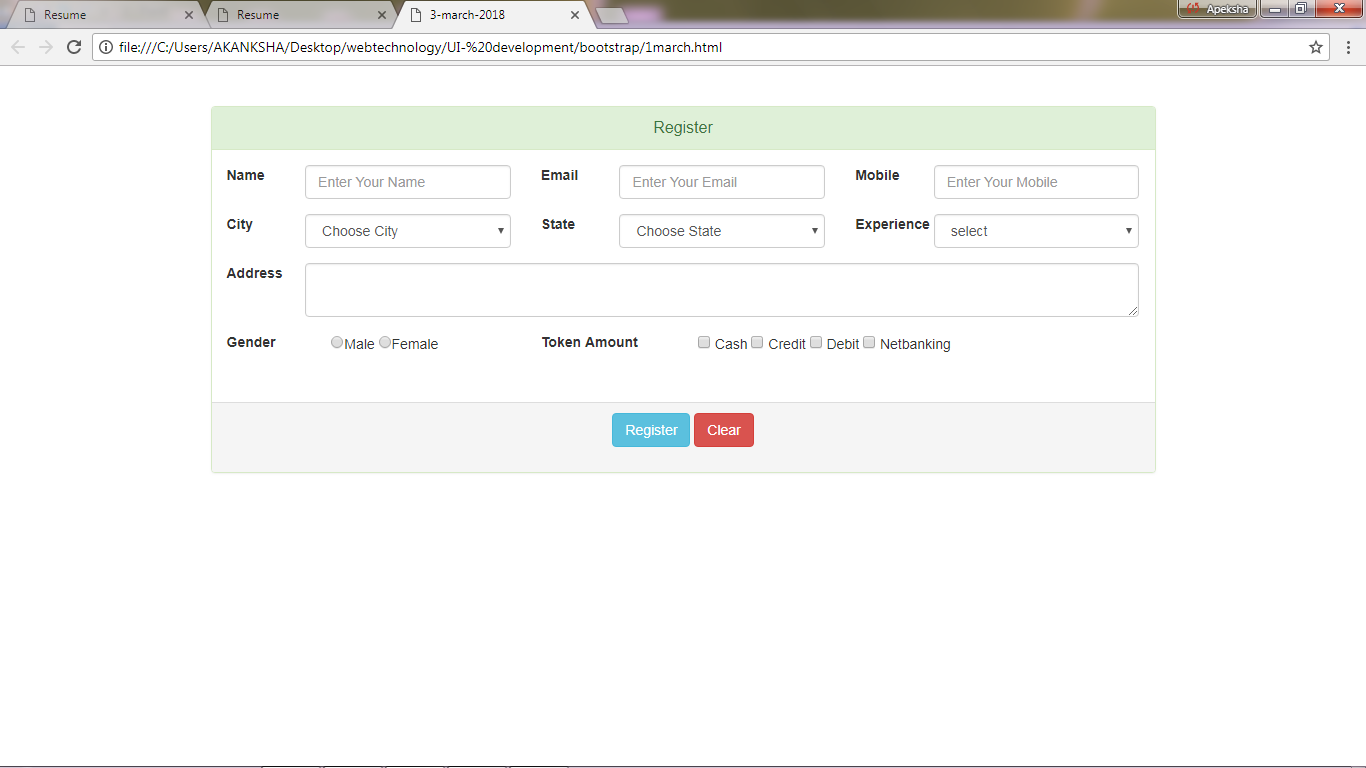 Resume Resume 3-march-2018 Apeksha
file:///C:/Users/AKANKSHA/Desktop/webtechnology/UI-%20development/bootstrap/1march.html
Register
Name Enter Your Name Email Enter Your Email Mobile Enter Your Mobile
City Choose City State Choose State Experience select
Address
Gender Male Female Token Amount Cash Credit Debit Netbanking
Register Clear